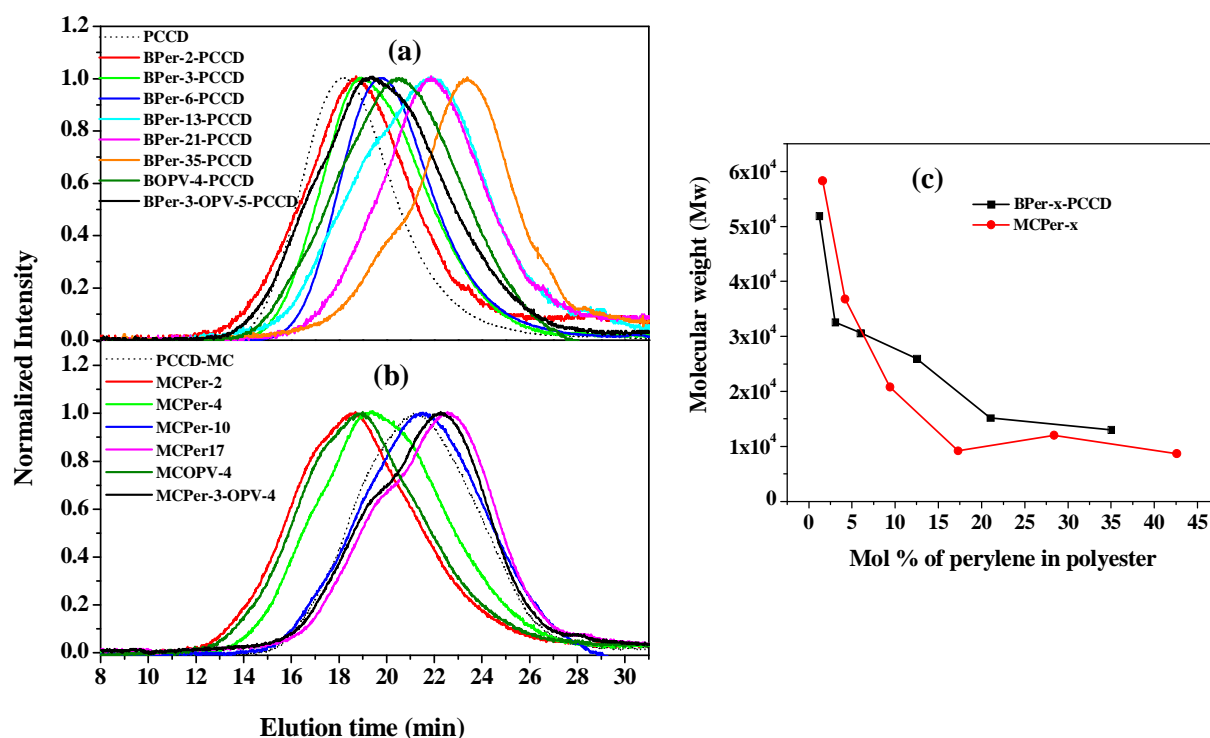 (a)
PCCD
BPer-2-PCCD
BPer-3-PCCD
BPer-6-PCCD
BPer-13-PCCD
BPer-21-PCCD
BPer-35-PCCD
BOPV-4-PCCD
BPer-3-OPV-5-PCCD
1.2
1.0
0.8
0.6
0.4
0.2
0.0
(b)
PCCD-MC
MCPer-2
MCPer-4
MCPer-10
MCPer17
MCOPV-4
MCPer-3-OPV-4
1.0
0.8
0.6
0.4
0.2
0.0
8 10 12 14 16 18 20 22 24 26 28 30
Normalized Intensity
Elution time (min)
(c)
BPer-x-PCCD
MCPer-x
6x10⁴
5x10⁴
4x10⁴
3x10⁴
2x10⁴
1x10⁴
0
0 5 10 15 20 25 30 35 40 45
Molecular weight (Mw)
Mol % of perylene in polyester